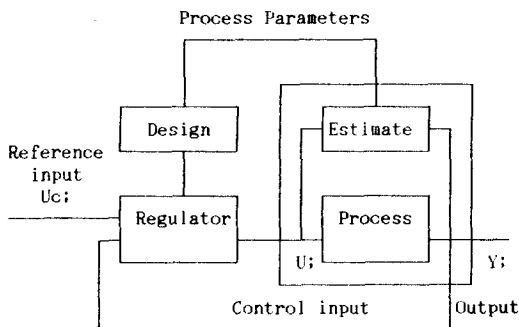 Process Parameters
Design
Estimate
Reference
input
Uc;
Regulator
Process
U;
Y;
Control input
Output